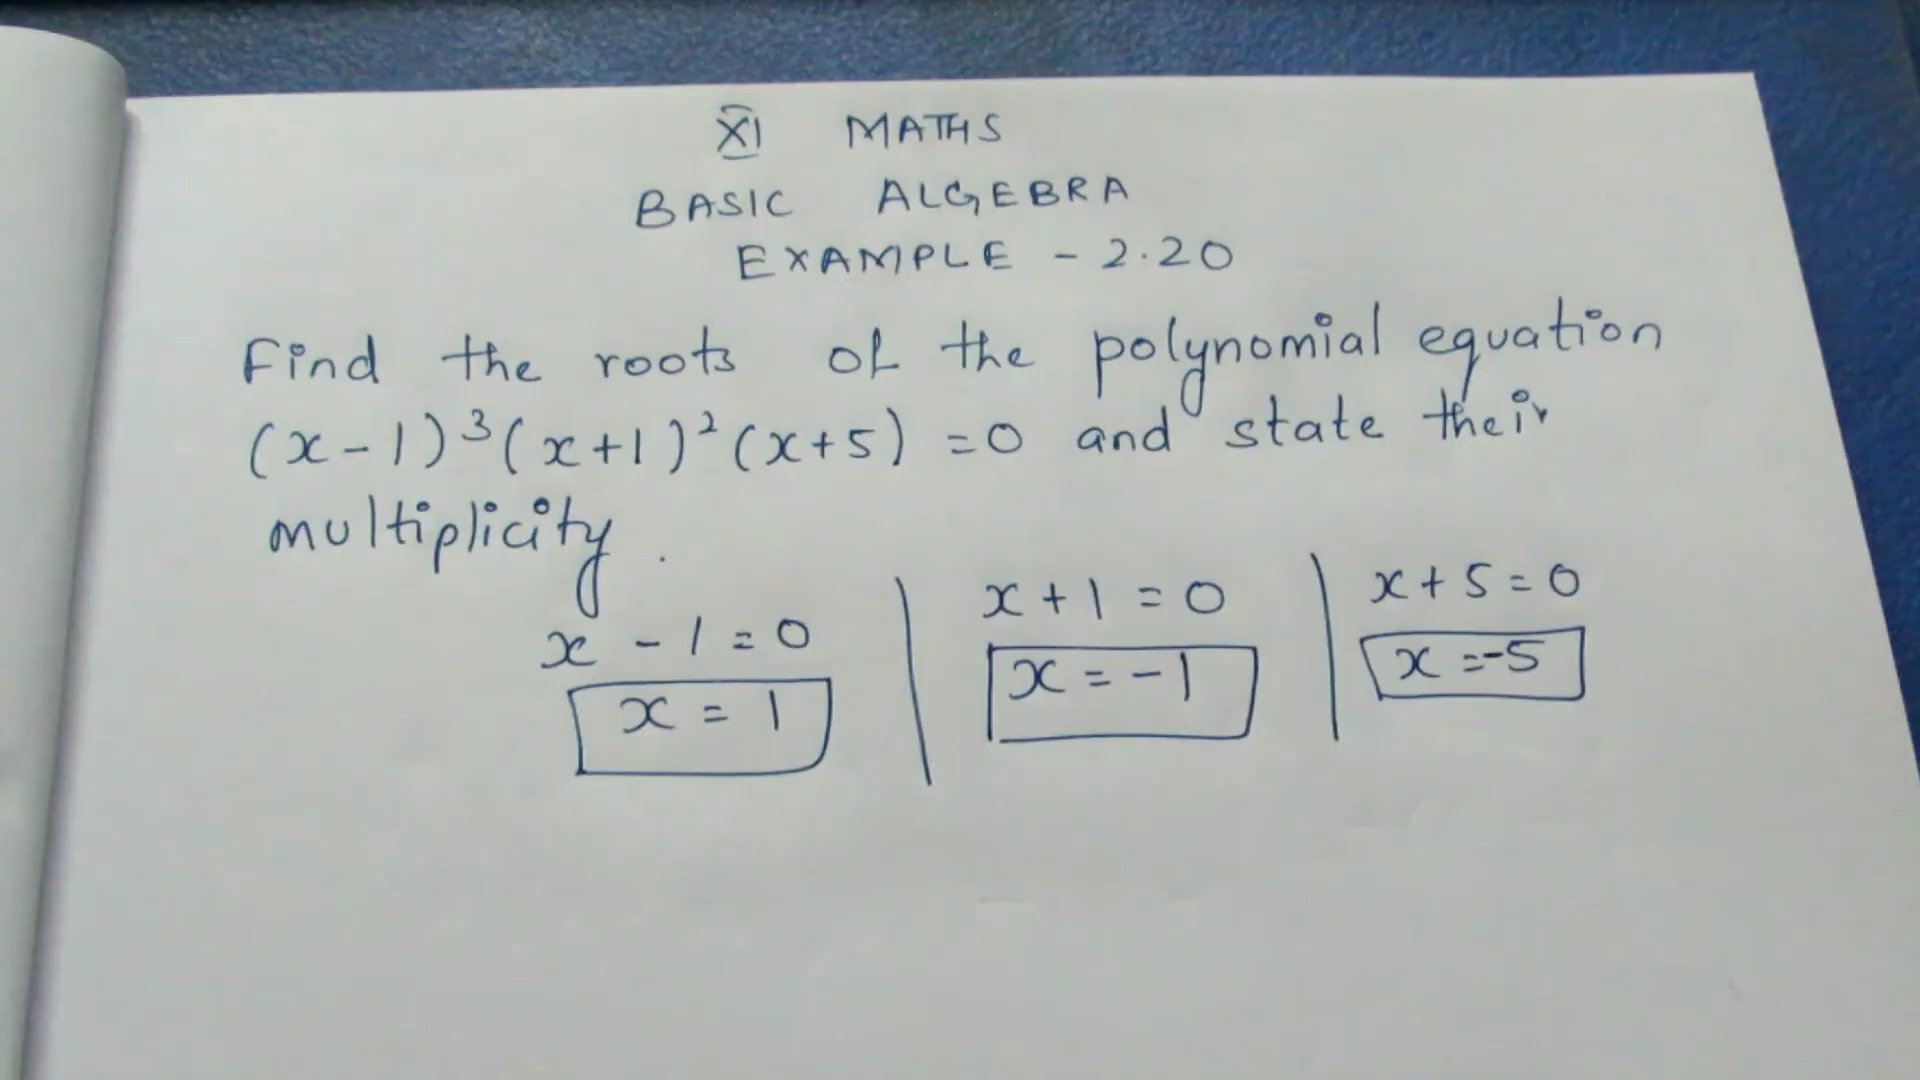 XI MATHS
BASIC ALGEBRA
EXAMPLE - 2.20
Find the roots of the polynomial equation
(x-1)³(x+1)²(x+5) =0 and state their
multiplicity.
x - 1 = 0 | x + 1 = 0 | x + 5 = 0
x = 1 | x = -1 | x = -5